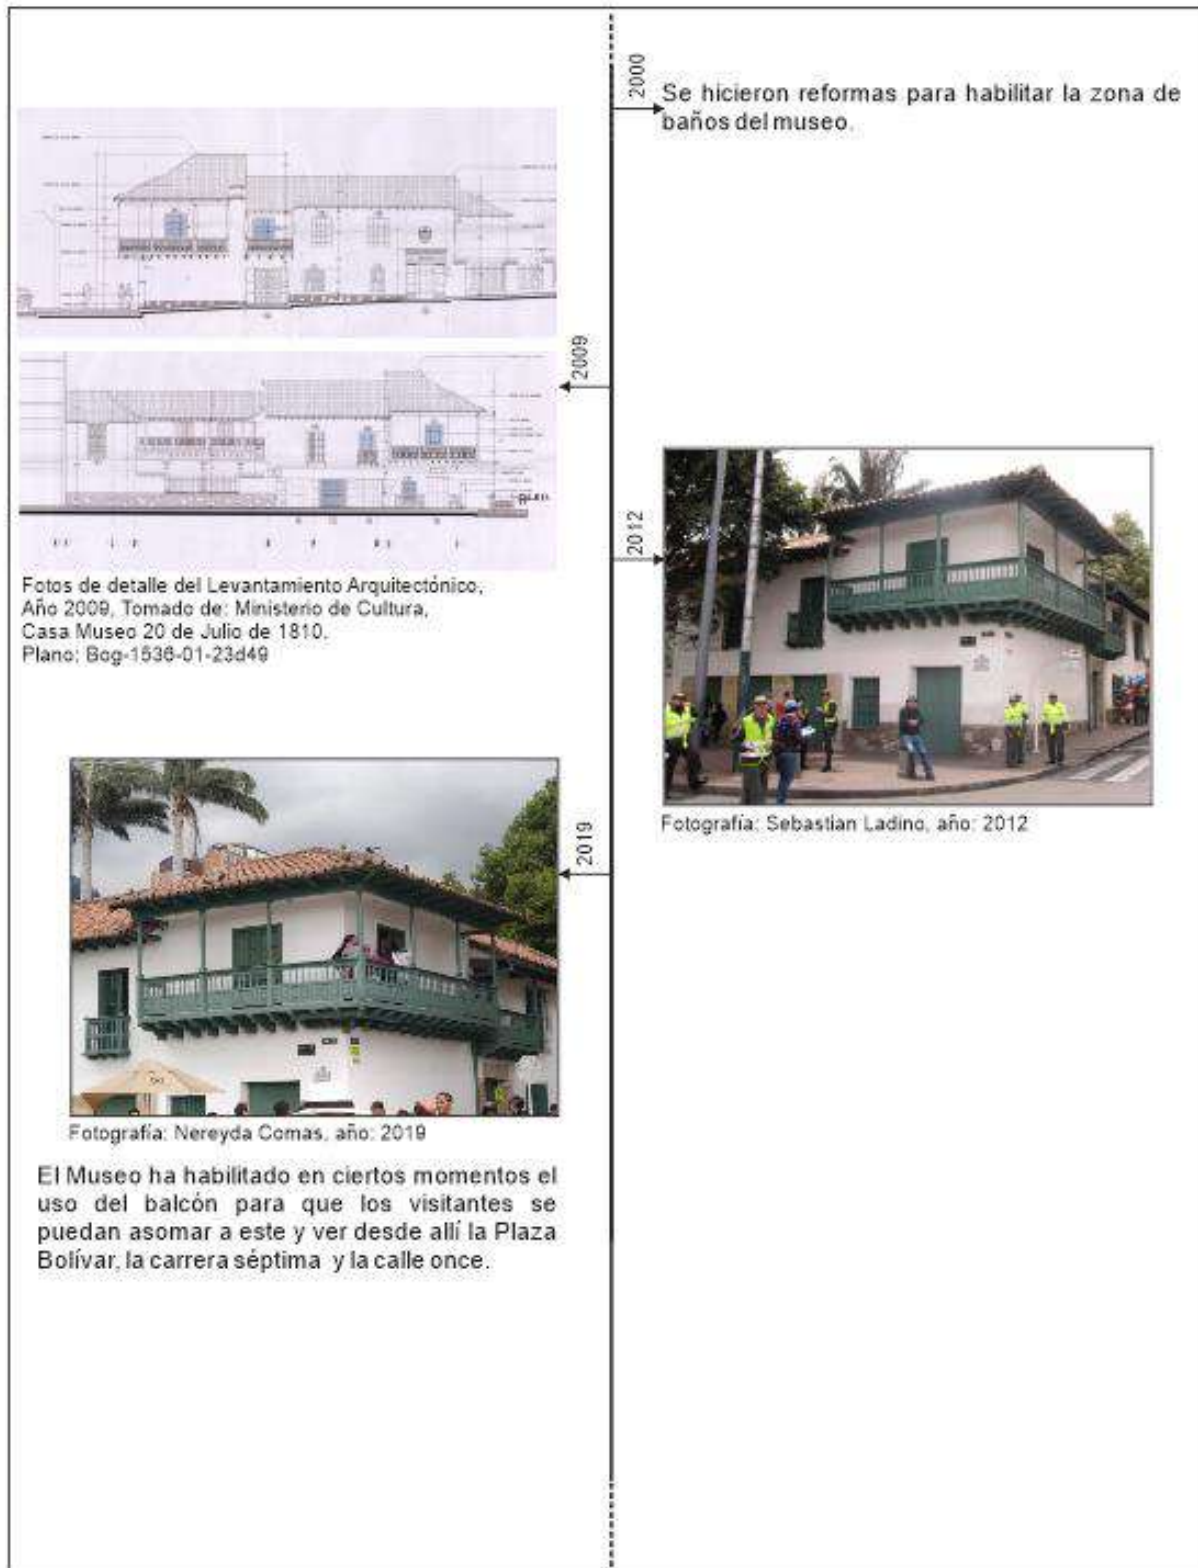 2000
Se hicieron reformas para habilitar la zona de
baños del museo.
2009
Fotos de detalle del Levantamiento Arquitectónico,
Año 2009, Tomado de: Ministerio de Cultura,
Casa Museo 20 de Julio de 1810.
Plano: Bog-1536-01-23d49
2012
Fotografía: Sebastian Ladino, año: 2012
2019
Fotografía: Nereyda Comas, año: 2019
El Museo ha habilitado en ciertos momentos el
uso del balcón para que los visitantes se
puedan asomar a este y ver desde allí la Plaza
Bolívar, la carrera séptima y la calle once.